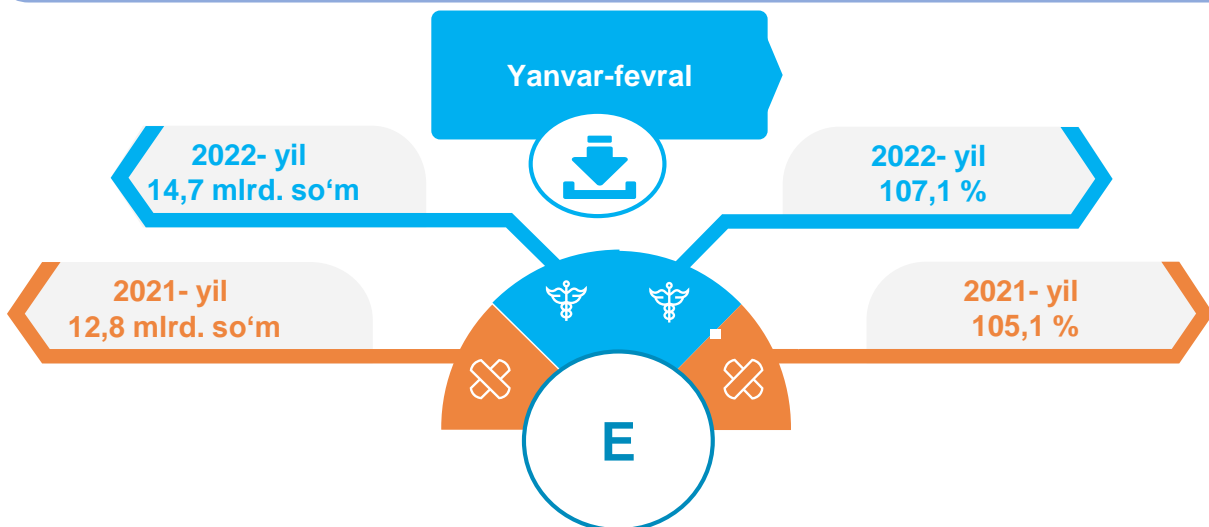 Yanvar-fevral
2022- yil
14,7 mlrd. so‘m
2022- yil
107,1 %
2021- yil
12,8 mlrd. so‘m
2021- yil
105,1 %
E